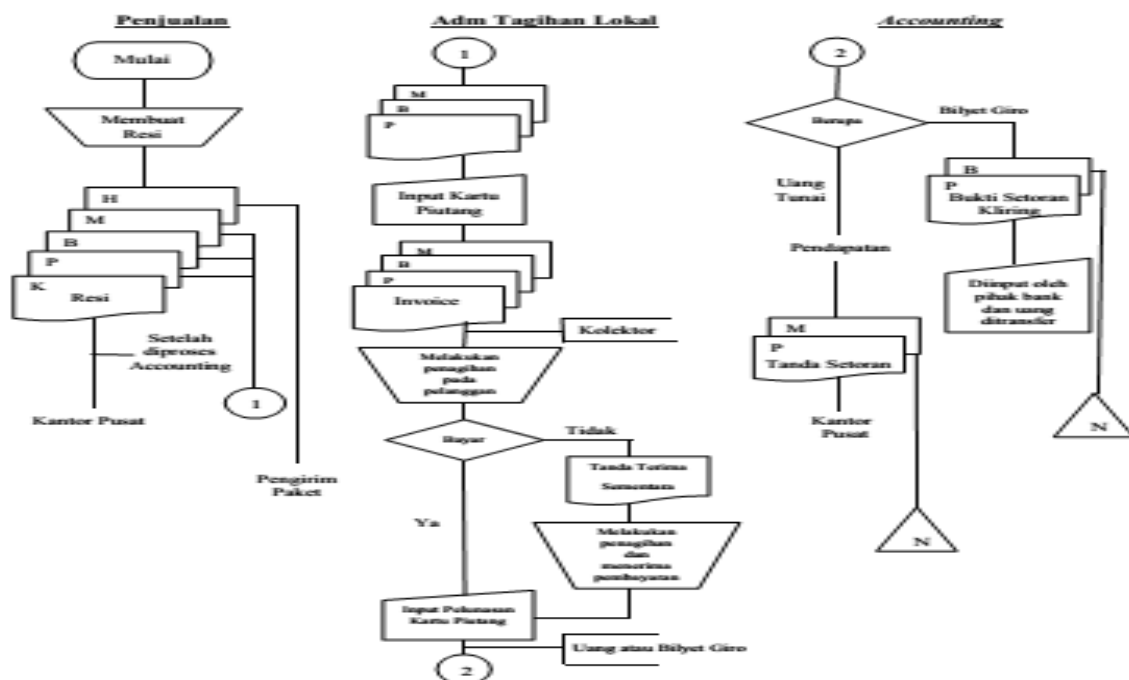 Penjualan
Mulai
Membuat
Resi
H
M
B
P
K
Resi
Setelah
diproses
Accounting
Kantor Pusat
1
Pengirim
Paket
Adm Tagihan Lokal
1
M
B
P
Input Kartu
Piutang
M
B
P
Invoice
Kolektor
Melakukan
penagihan
pada
pelanggan
Bayar
Tidak
Tanda Terima
Sementara
Ya
Melakukan
penagihan
dan
menerima
pembayatan
Input Pelunasan
Kartu Piutang
Uang atau Bilyet Giro
2
Accounting
2
Berupa
Bilyet Giro
Uang
Tunai
B
P
Bukti Setoran
Kliring
Pendapatan
Diinput oleh
pihak bank
dan uang
ditransfer
M
P
Tanda Setoran
Kantor
Pusat
N
N